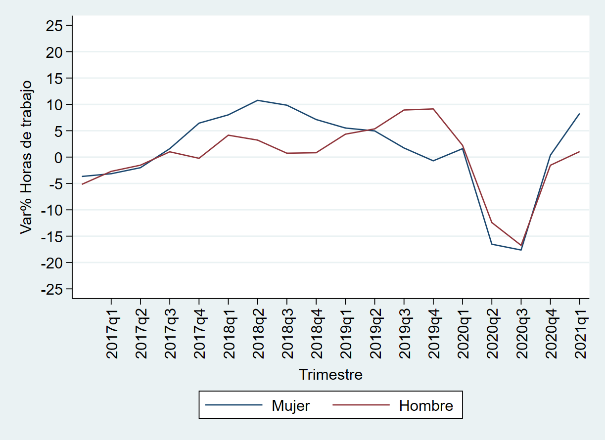 Var% Horas de trabajo
25
20
15
10
5
0
-5
-10
-15
-20
-25
2017q1
2017q2
2017q3
2017q4
2018q1
2018q2
2018q3
2018q4
2019q1
2019q2
2019q3
2019q4
2020q1
2020q2
2020q3
2020q4
2021q1
Trimestre
Mujer Hombre